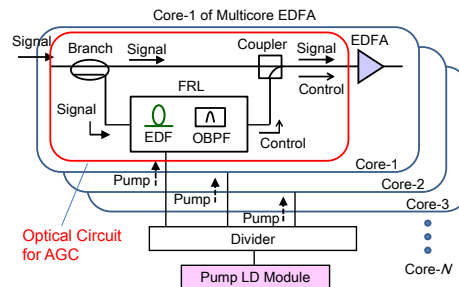 Core-1 of Multicore EDFA
Signal
Branch
Signal
Coupler
Signal
EDFA
Control
Signal
FRL
EDF
OBPF
Control
Core-1
Pump
Core-2
Pump
Core-3
Pump
Optical Circuit
for AGC
Divider
Core-N
Pump LD Module